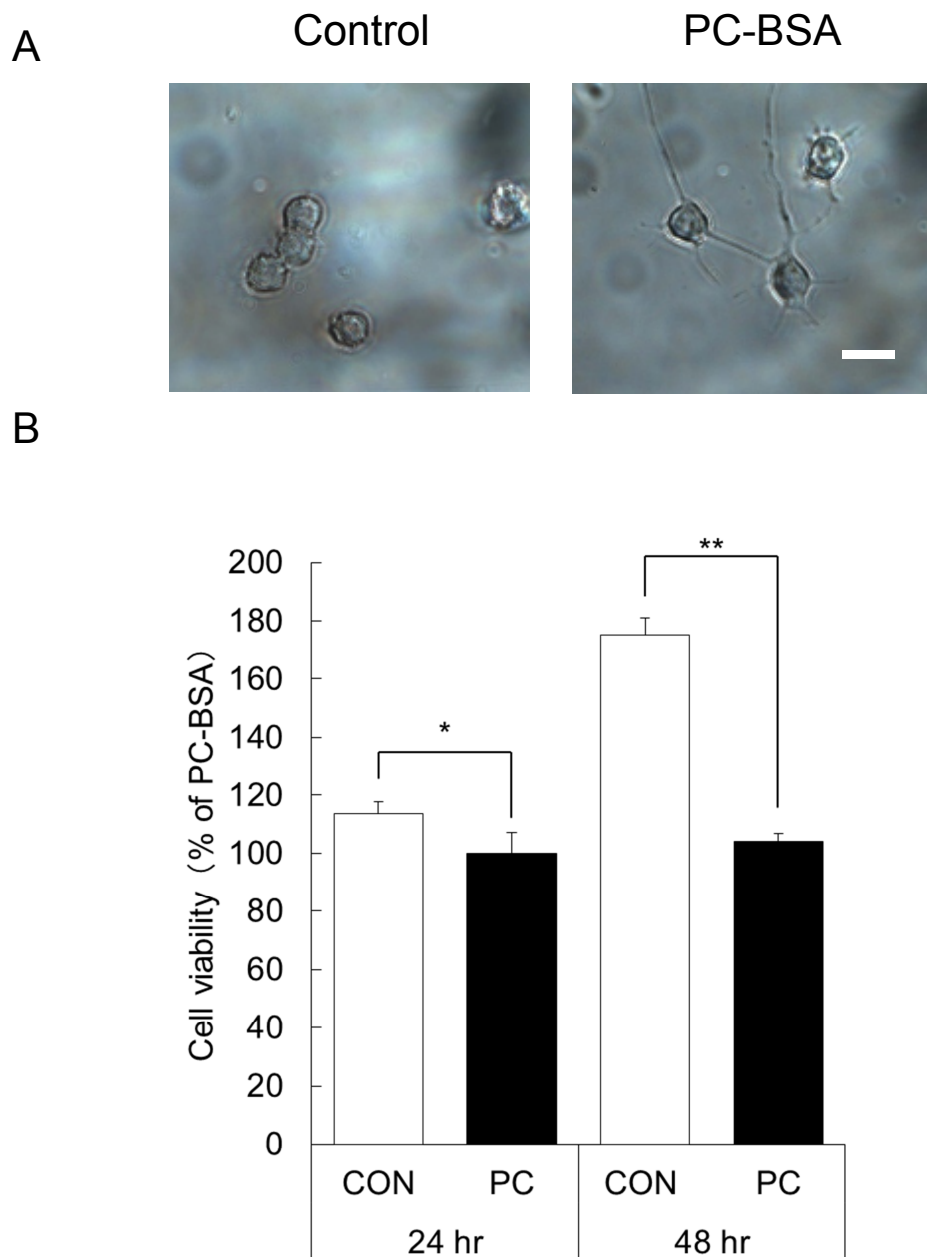 A
Control
PC-BSA
B
200
180
160
140
120
100
80
60
40
20
0
Cell viability (% of PC-BSA)
*
**
CON
PC
CON
PC
24 hr
48 hr